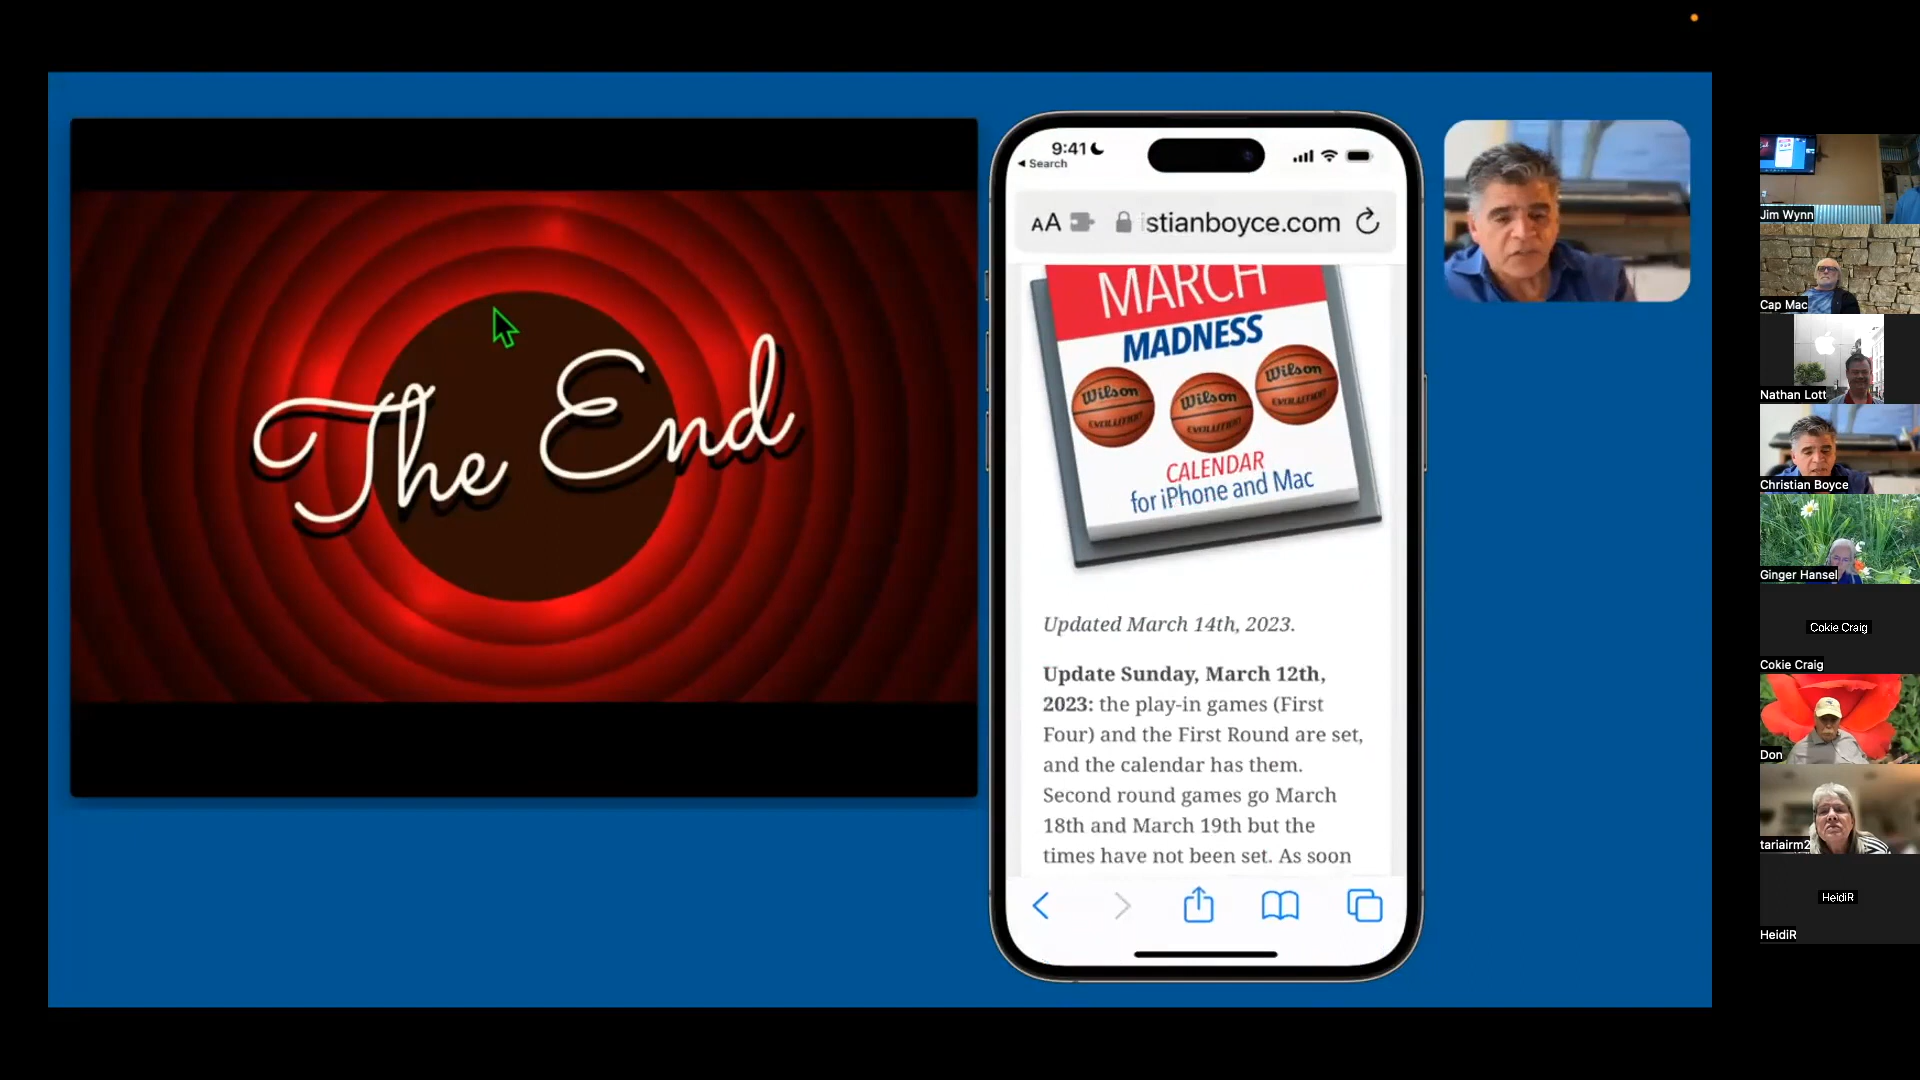 The End
9:41
Search
AA stianboyce.com
MARCH
MADNESS
Wilson
EVOLUTION
Wilson
EVOLUTION
Wilson
EVOLUTION
CALENDAR
for iPhone and Mac
Updated March 14th, 2023.
Update Sunday, March 12th,
2023: the play-in games (First
Four) and the First Round are set,
and the calendar has them.
Second round games go March
18th and March 19th but the
times have not been set. As soon
Jim Wynn
Cap Mac
Nathan Lott
Christian Boyce
Ginger Hansel
Cokie Craig
Cokie Craig
Don
tariairm2
HeidiR
HeidiR